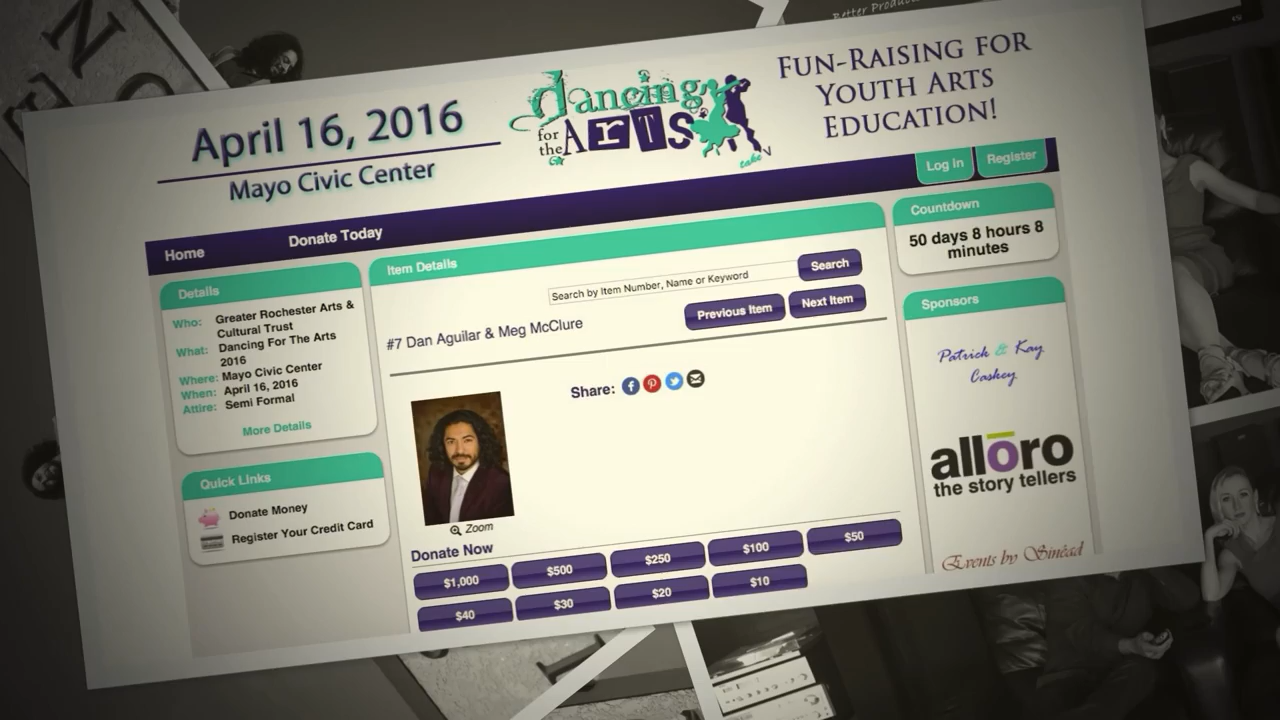 Better Produ
April 16, 2016
Mayo Civic Center
dancing
for
the ARTS
take
FUN-RAISING FOR
YOUTH ARTS
EDUCATION!
Log in
Register
Home
Donate Today
Details
Who: Greater Rochester Arts &
Cultural Trust
What: Dancing For The Arts
2016
Where: Mayo Civic Center
When: April 16, 2016
Attire: Semi Formal
More Details
Quick Links
Donate Money
Register Your Credit Card
Item Details
Search by Item Number, Name or Keyword
Search
Previous Item
Next Item
#7 Dan Aguilar & Meg McClure
Share:
Zoom
Donate Now
$1,000 $500 $250 $100 $50
$40 $30 $20 $10
Countdown
50 days 8 hours 8
minutes
Sponsors
Patrick & Kay
Caskey
allōro
the story tellers
Events by Sinéad